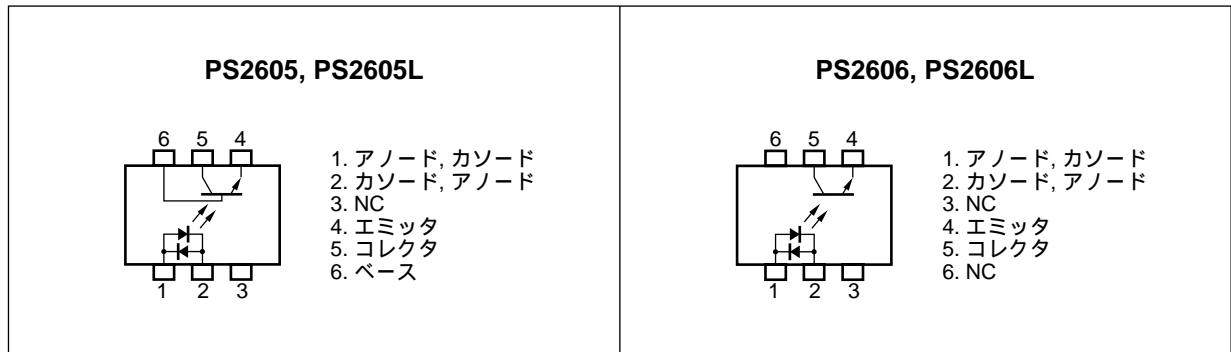 PS2605, PS2605L
6 5 4
1. アノード, カソード
2. カソード, アノード
3. NC
4. エミッタ
5. コレクタ
6. ベース
1 2 3
PS2606, PS2606L
6 5 4
1. アノード, カソード
2. カソード, アノード
3. NC
4. エミッタ
5. コレクタ
6. NC
1 2 3